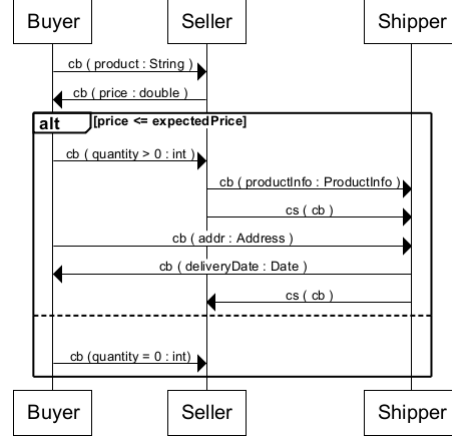 Buyer Seller Shipper
cb ( product : String )
cb ( price : double )
alt [price <= expectedPrice]
cb ( quantity > 0 : int )
cb ( productInfo : ProductInfo )
cs ( cb )
cb ( addr : Address )
cb ( deliveryDate : Date )
cs ( cb )
cb (quantity = 0 : int)
Buyer Seller Shipper